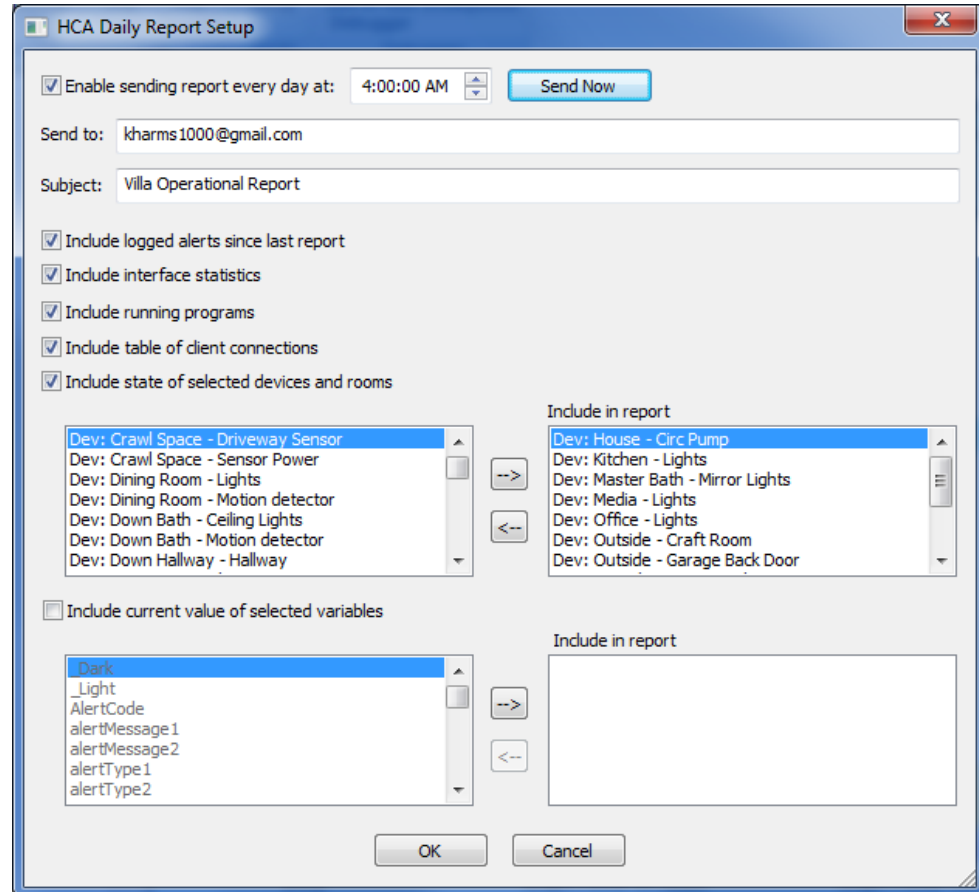 HCA Daily Report Setup
Enable sending report every day at: 4:00:00 AM Send Now
Send to: kharms1000@gmail.com
Subject: Villa Operational Report
Include logged alerts since last report
Include interface statistics
Include running programs
Include table of client connections
Include state of selected devices and rooms
Include in report
Dev: Crawl Space - Driveway Sensor
Dev: Crawl Space - Sensor Power
Dev: Dining Room - Lights
Dev: Dining Room - Motion detector
Dev: Down Bath - Ceiling Lights
Dev: Down Bath - Motion detector
Dev: Down Hallway - Hallway
-->
<--
Dev: House - Circ Pump
Dev: Kitchen - Lights
Dev: Master Bath - Mirror Lights
Dev: Media - Lights
Dev: Office - Lights
Dev: Outside - Craft Room
Dev: Outside - Garage Back Door
Include current value of selected variables
Include in report
_Dark
_Light
AlertCode
alertMessage1
alertMessage2
alertType1
alertType2
-->
<--
OK Cancel